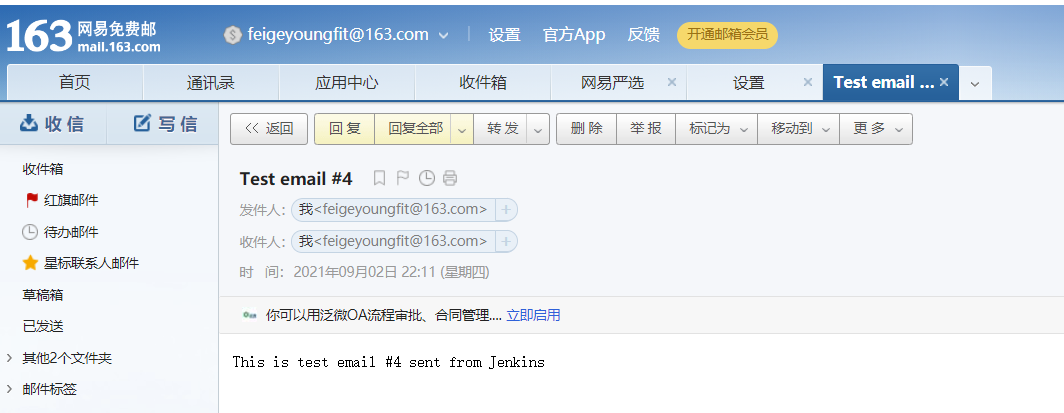 163 网易免费邮
mail.163.com
feigeyoungfit@163.com 设置 官方App 反馈 开通邮箱会员
首页 通讯录 应用中心 收件箱 网易严选 设置 Test email ...
收信 写信
返回 回复 回复全部 转发 删除 举报 标记为 移动到 更多
收件箱
红旗邮件
待办邮件
星标联系人邮件
草稿箱
已发送
其他2个文件夹
邮件标签
Test email #4
发件人: 我<feigeyoungfit@163.com>
收件人: 我<feigeyoungfit@163.com>
时 间: 2021年09月02日 22:11 (星期四)
你可以用泛微OA流程审批、合同管理.... 立即启用
This is test email #4 sent from Jenkins